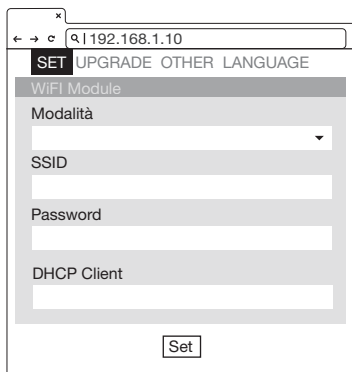 192.168.1.10
SET UPGRADE OTHER LANGUAGE
WiFI Module
Modalità
SSID
Password
DHCP Client
Set